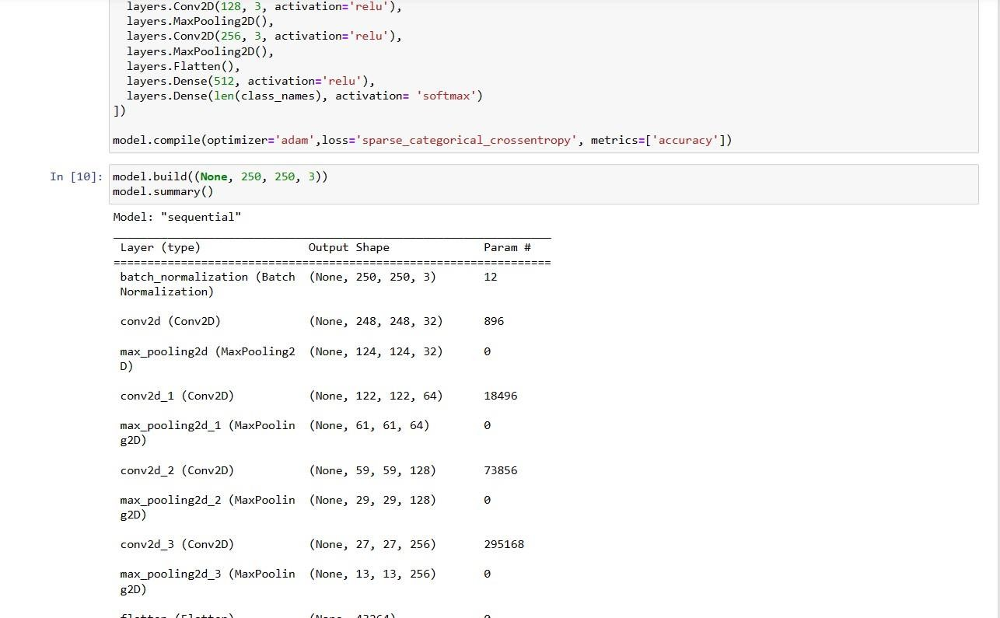 layers.Conv2D(128, 3, activation='relu'),
layers.MaxPooling2D(),
layers.Conv2D(256, 3, activation='relu'),
layers.MaxPooling2D(),
layers.Flatten(),
layers.Dense(512, activation='relu'),
layers.Dense(len(class_names), activation= 'softmax')
])
model.compile(optimizer='adam',loss='sparse_categorical_crossentropy', metrics=['accuracy'])
In [10]: model.build((None, 250, 250, 3))
model.summary()
Model: "sequential"
Layer (type) Output Shape Param #
=================================================================
batch_normalization (Batch (None, 250, 250, 3) 12
Normalization)
conv2d (Conv2D) (None, 248, 248, 32) 896
max_pooling2d (MaxPooling2 (None, 124, 124, 32) 0
D)
conv2d_1 (Conv2D) (None, 122, 122, 64) 18496
max_pooling2d_1 (MaxPoolin (None, 61, 61, 64) 0
g2D)
conv2d_2 (Conv2D) (None, 59, 59, 128) 73856
max_pooling2d_2 (MaxPoolin (None, 29, 29, 128) 0
g2D)
conv2d_3 (Conv2D) (None, 27, 27, 256) 295168
max_pooling2d_3 (MaxPoolin (None, 13, 13, 256) 0
g2D)
flatten (Flatten) (None, 43264) 0